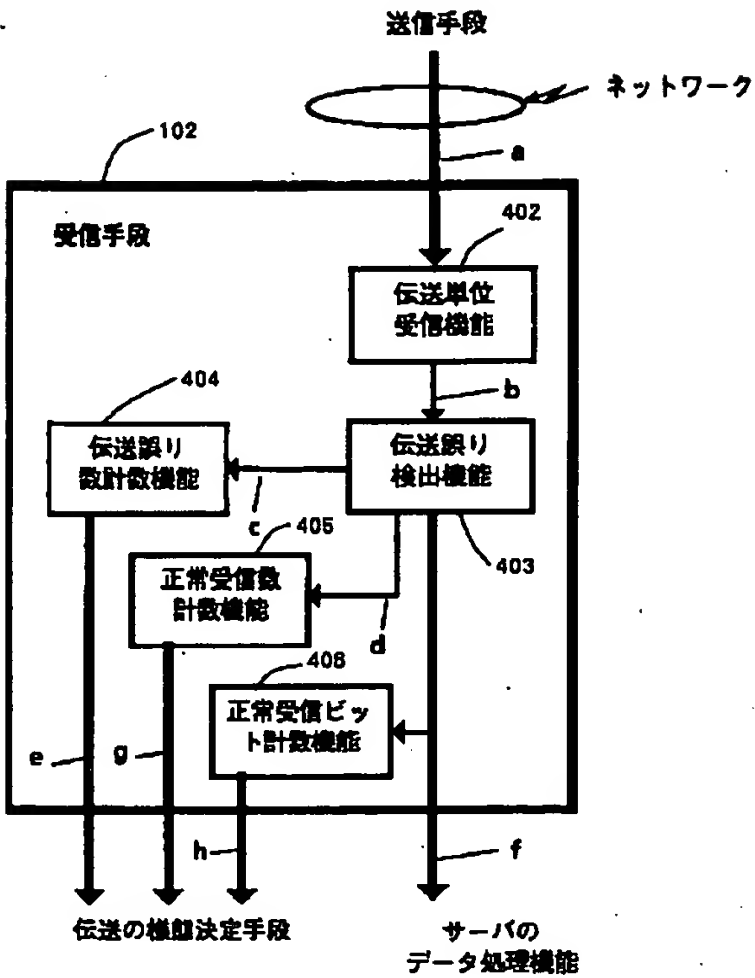 送信手段
ネットワーク
102
a
受信手段
402
伝送単位
受信機能
b
404
伝送誤り
数計数機能
伝送誤り
検出機能
c
405
403
正常受信数
計数機能
d
408
正常受信ビッ
ト計数機能
e
g
h
f
伝送の様態決定手段
サーバの
データ処理機能